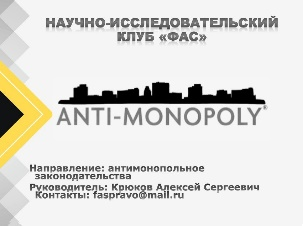 НАУЧНО-ИССЛЕДОВАТЕЛЬСКИЙ
КЛУБ «ФАС»
ANTI-MONOPOLY®
Направление: антимонопольное
законодательства
Руководитель: Крюков Алексей Сергеевич
Контакты: faspravo@mail.ru